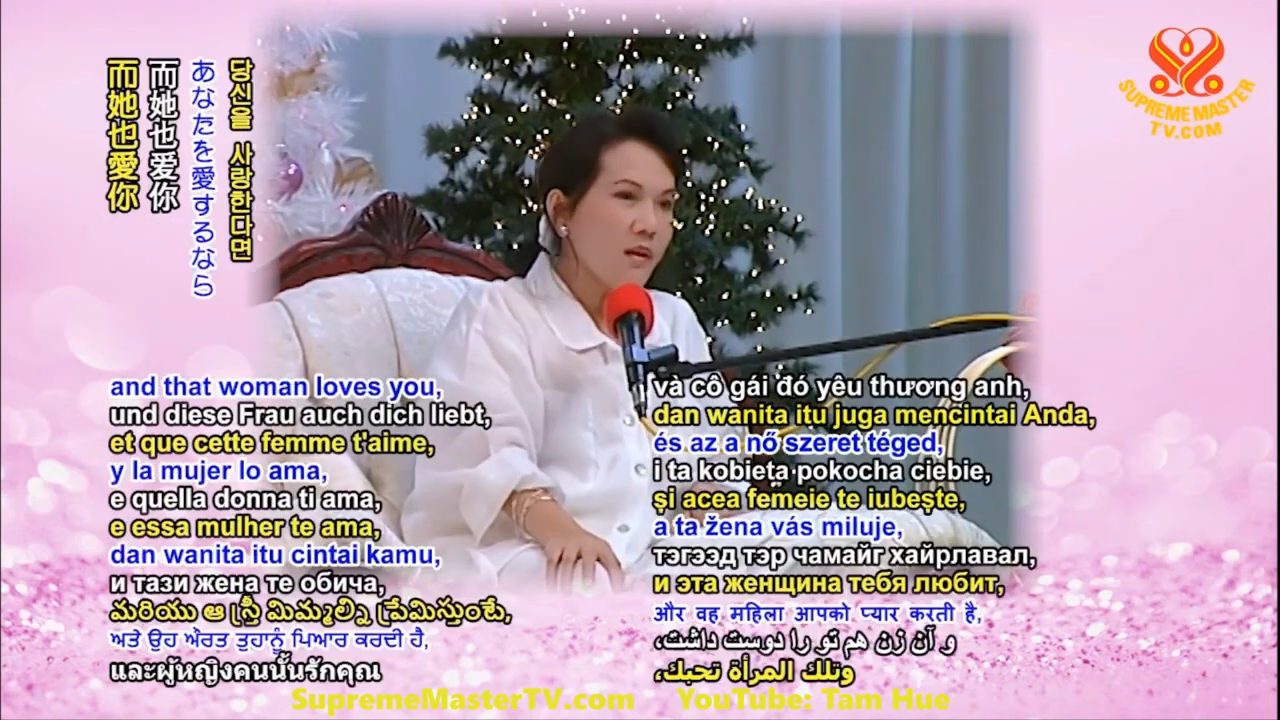 SUPREME MASTER
TV.COM
而她也愛你
而她也爱你
あなたを愛するなら
당신을 사랑한다면
and that woman loves you,
und diese Frau auch dich liebt,
et que cette femme t'aime,
y la mujer lo ama,
e quella donna ti ama,
e essa mulher te ama,
dan wanita itu cintai kamu,
и тази жена те обича,
మరియు ఆ స్త్రీ మిమ్మల్ని ప్రేమిస్తుంటే,
ਅਤੇ ਉਹ ਔਰਤ ਤੁਹਾਨੂੰ ਪਿਆਰ ਕਰਦੀ ਹੈ,
และผู้หญิงคนนั้นรักคุณ
và cô gái đó yêu thương anh,
dan wanita itu juga mencintai Anda,
és az a nő szeret téged,
i ta kobieta pokocha ciebie,
și acea femeie te iubește,
a ta žena vás miluje,
тэгээд тэр чамайг хайрлавал,
и эта женщина тебя любит,
और वह महिला आपको प्यार करती है,
و آن زن هم تو را دوست داشت،
وتلك المرأة تحبك،
SupremeMasterTV.com YouTube: Tam Hue